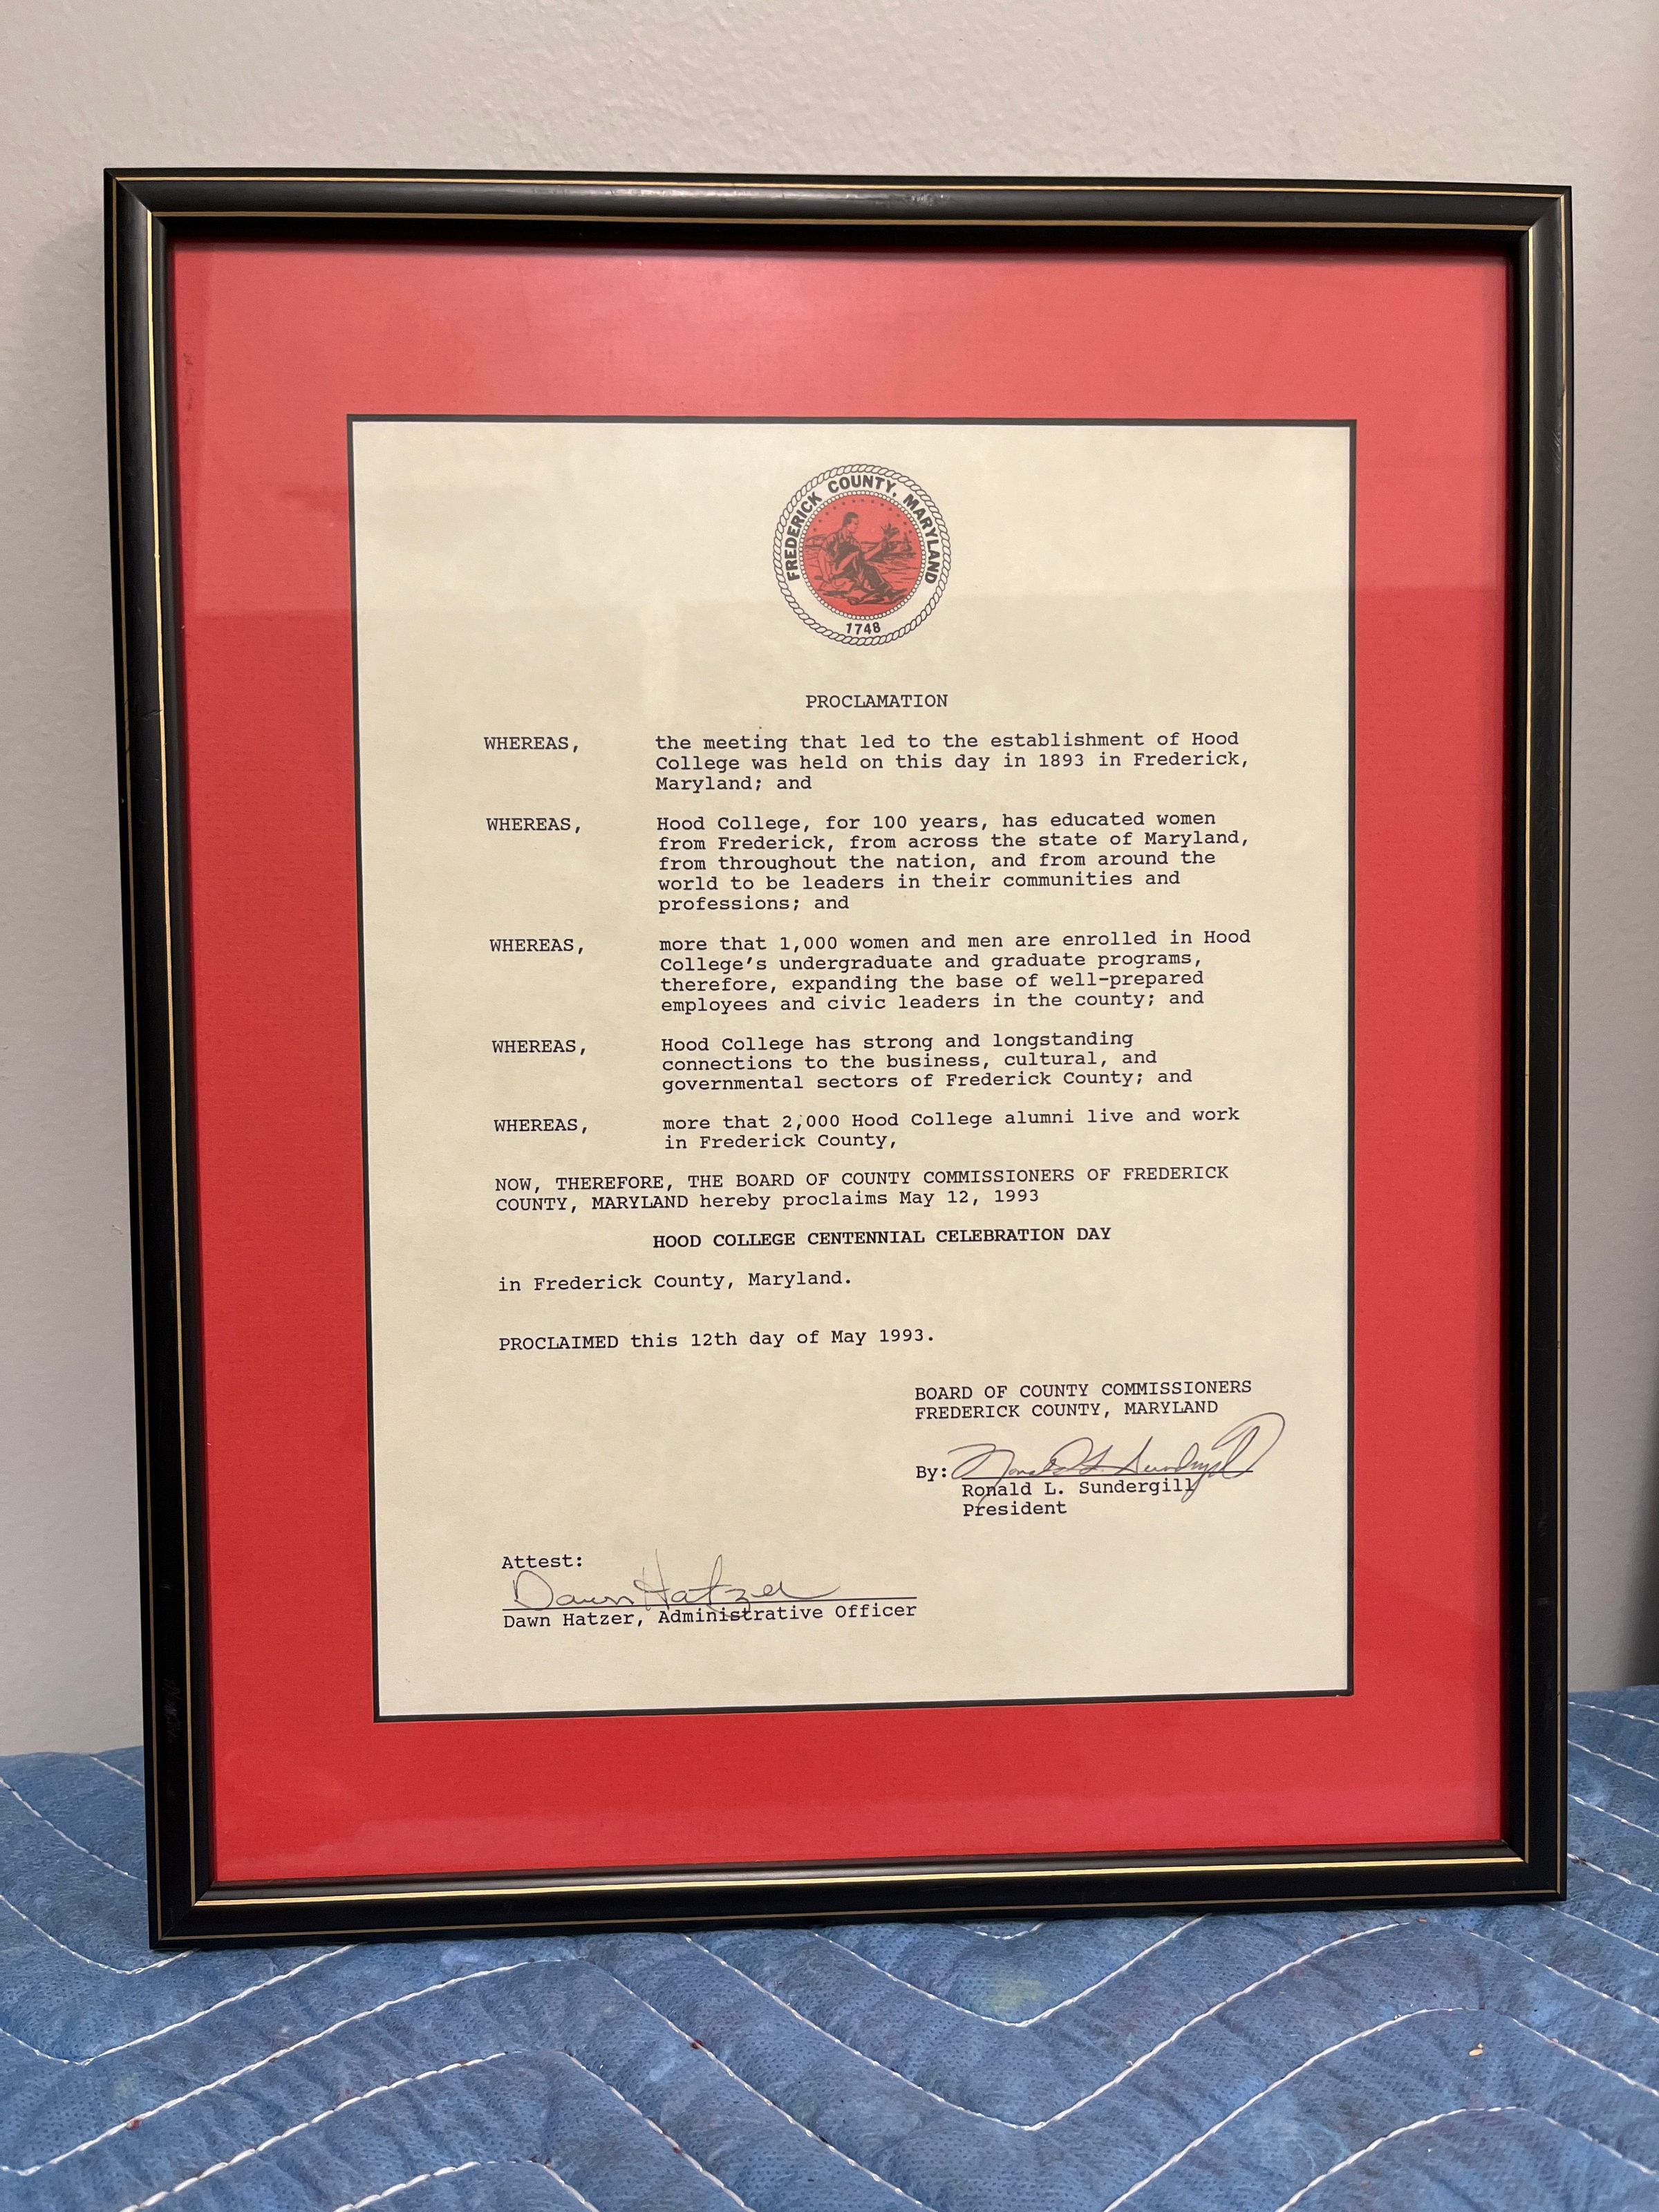 FREDERICK COUNTY, MARYLAND
1748
PROCLAMATION
WHEREAS, the meeting that led to the establishment of Hood
College was held on this day in 1893 in Frederick,
Maryland; and
WHEREAS, Hood College, for 100 years, has educated women
from Frederick, from across the state of Maryland,
from throughout the nation, and from around the
world to be leaders in their communities and
professions; and
WHEREAS, more that 1,000 women and men are enrolled in Hood
College's undergraduate and graduate programs,
therefore, expanding the base of well-prepared
employees and civic leaders in the county; and
WHEREAS, Hood College has strong and longstanding
connections to the business, cultural, and
governmental sectors of Frederick County; and
WHEREAS, more that 2,000 Hood College alumni live and work
in Frederick County,
NOW, THEREFORE, THE BOARD OF COUNTY COMMISSIONERS OF FREDERICK
COUNTY, MARYLAND hereby proclaims May 12, 1993
HOOD COLLEGE CENTENNIAL CELEBRATION DAY
in Frederick County, Maryland.
PROCLAIMED this 12th day of May 1993.
BOARD OF COUNTY COMMISSIONERS
FREDERICK COUNTY, MARYLAND
By: Ronald L. Sundergill
Ronald L. Sundergill
President
Attest:
Dawn Hatzer
Dawn Hatzer, Administrative Officer